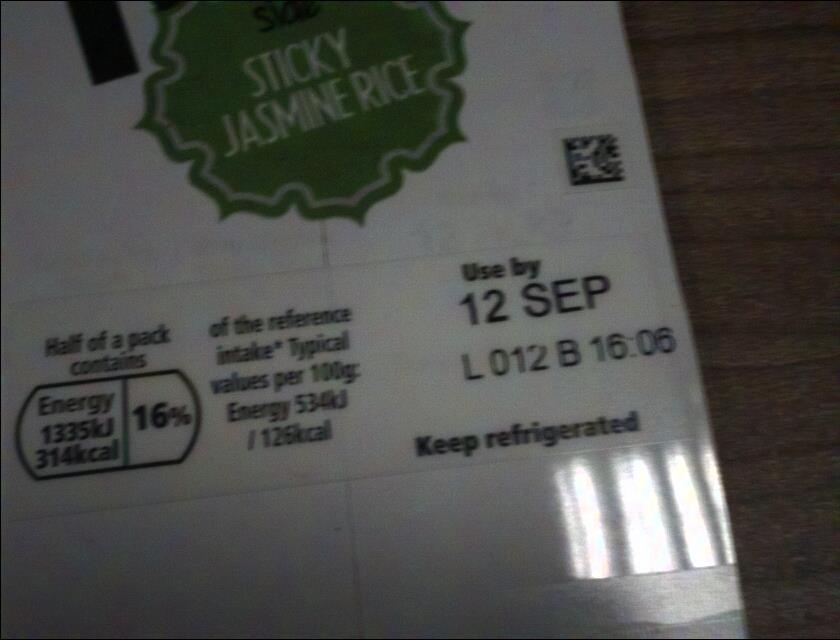 STICKY
JASMINE RICE
Use by
12 SEP
L 012 B 16:06
Keep refrigerated
Half of a pack
contains
Energy
1335kJ
314kcal
16%
of the reference
intake* Typical
values per 100g:
Energy 534kJ
/ 126kcal